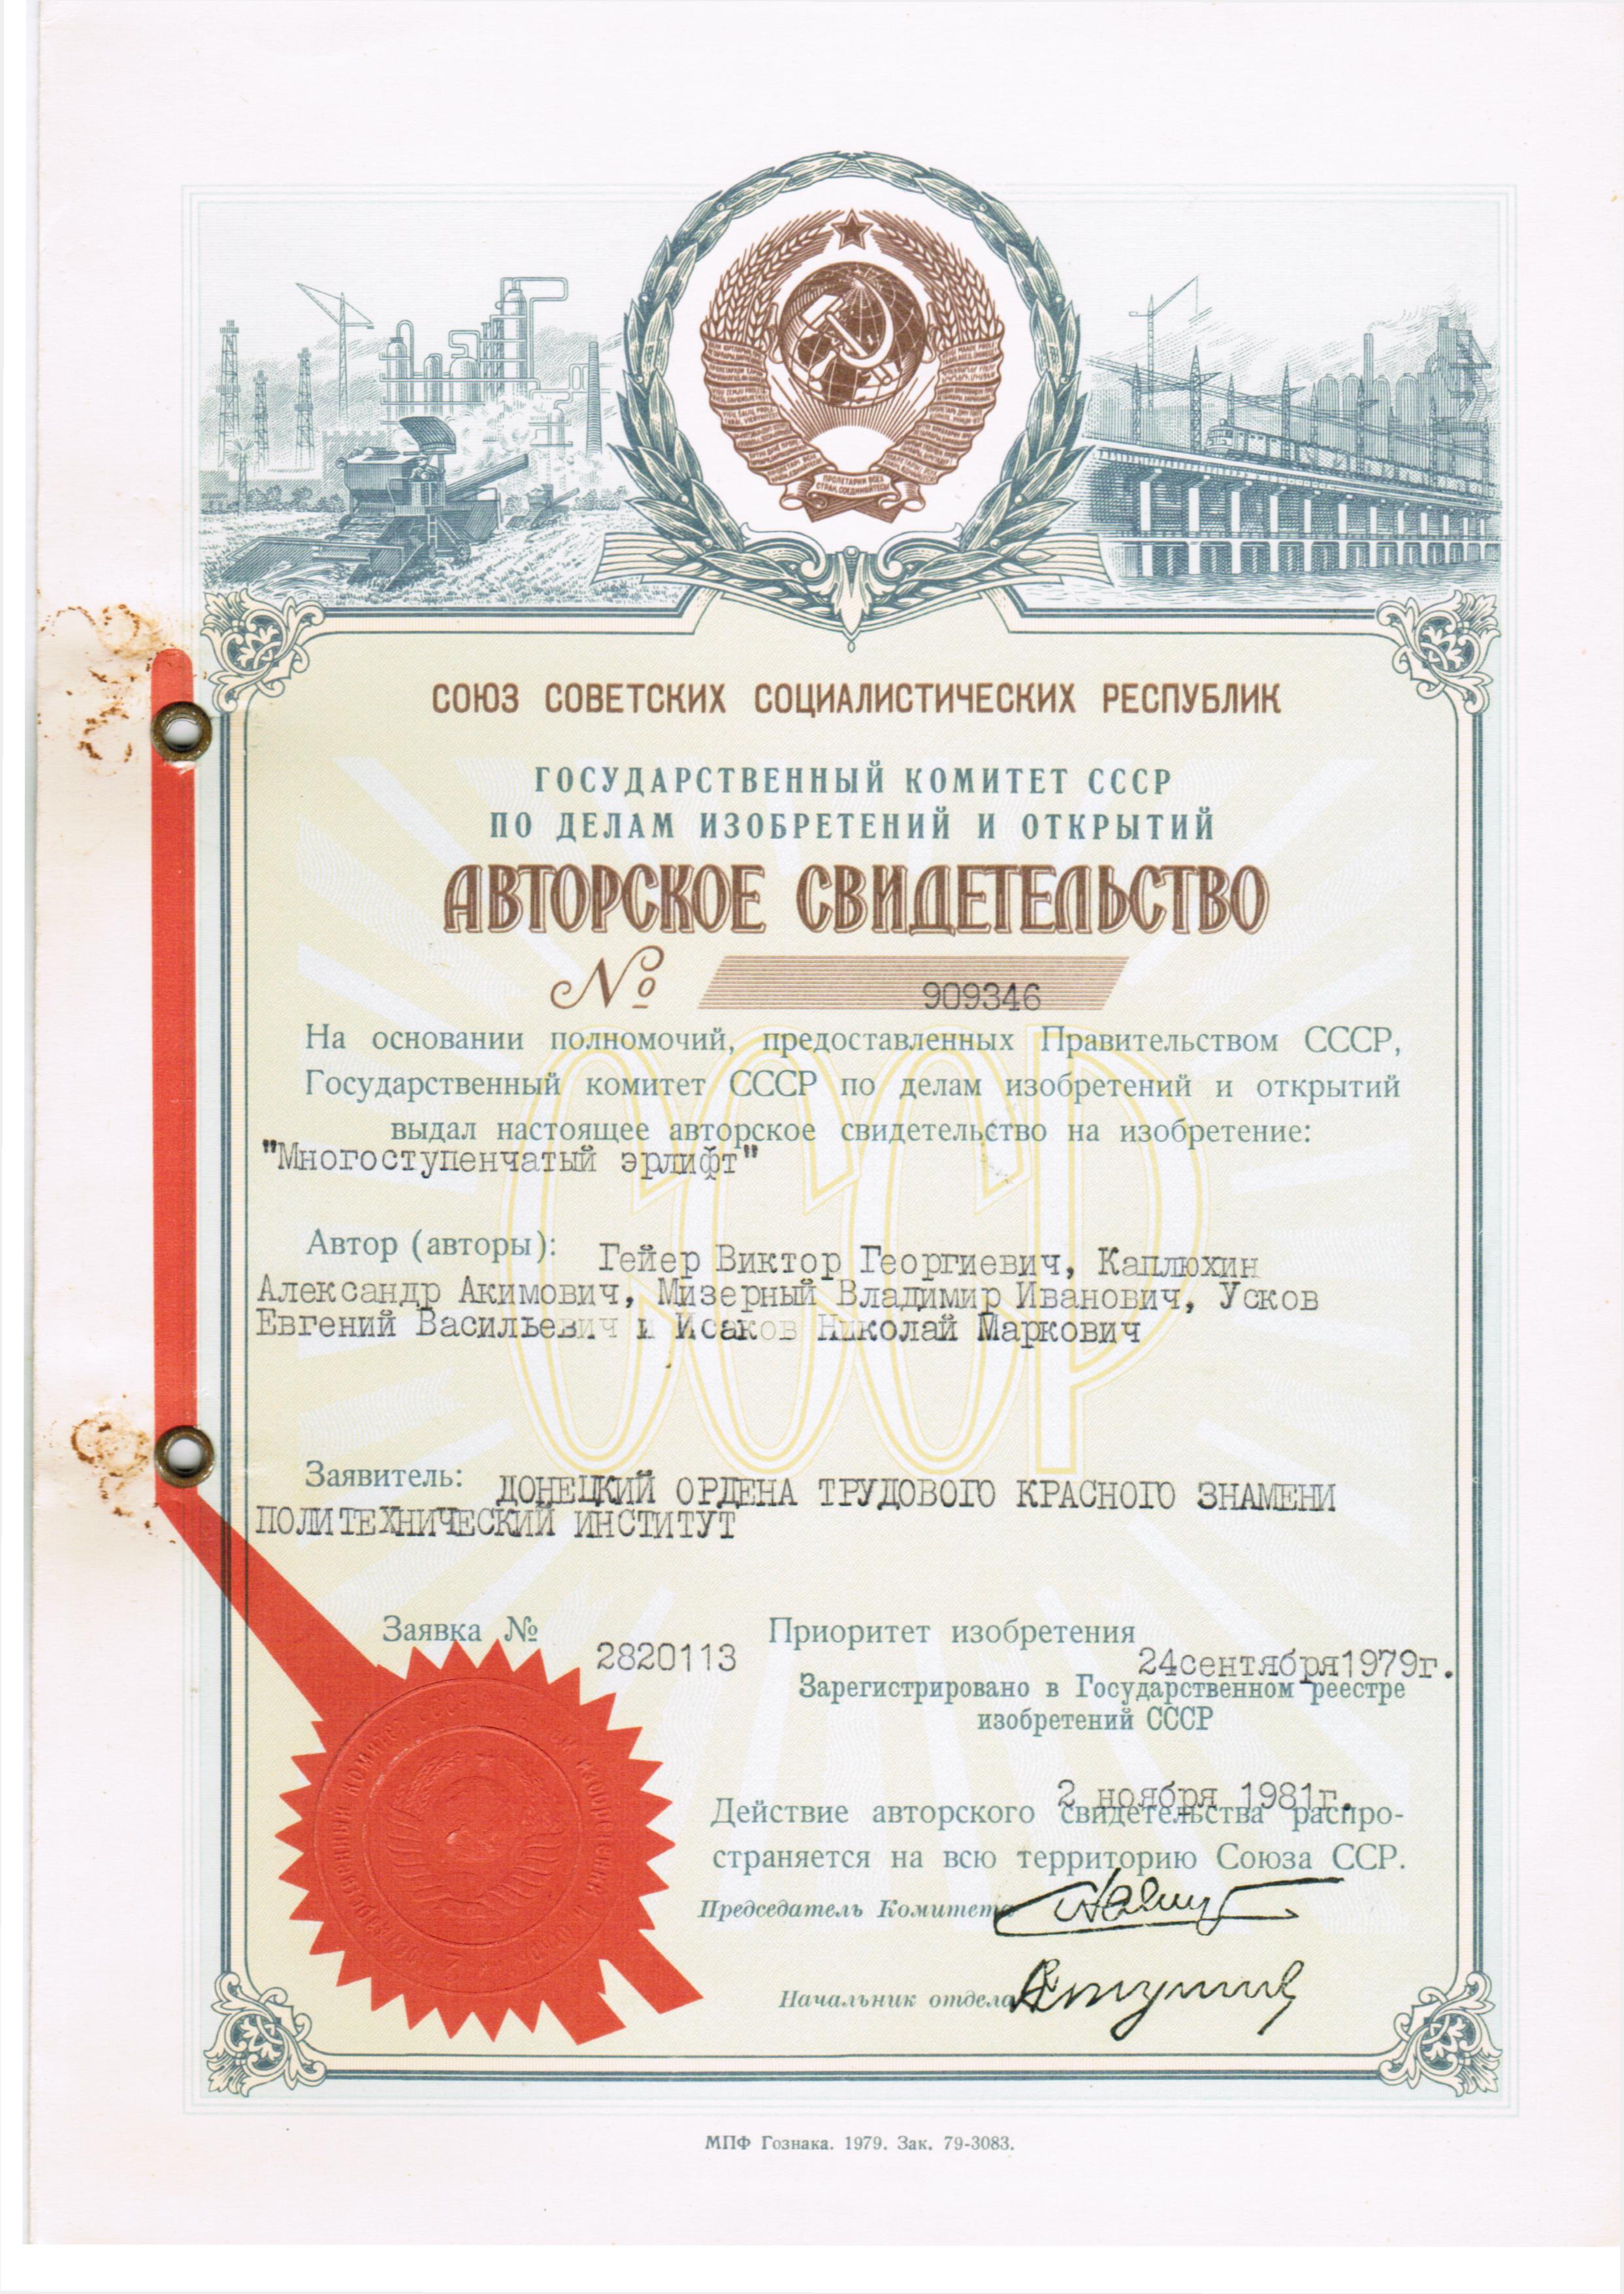 ПРОЛЕТАРИИ ВСЕХ
СТРАН, СОЕДИНЯЙТЕСЬ!
СОЮЗ СОВЕТСКИХ СОЦИАЛИСТИЧЕСКИХ РЕСПУБЛИК
ГОСУДАРСТВЕННЫЙ КОМИТЕТ СССР
ПО ДЕЛАМ ИЗОБРЕТЕНИЙ И ОТКРЫТИЙ
АВТОРСКОЕ СВИДЕТЕЛЬСТВО
№ 909346
СССР
На основании полномочий, предоставленных Правительством СССР,
Государственный комитет СССР по делам изобретений и открытий
выдал настоящее авторское свидетельство на изобретение:
"Многоступенчатый эрлифт"
Автор (авторы): Гейер Виктор Георгиевич, Каплюхин
Александр Акимович, Мизерный Владимир Иванович, Усков
Евгений Васильевич и Исаков Николай Маркович
Заявитель: ДОНЕЦКИЙ ОРДЕНА ТРУДОВОГО КРАСНОГО ЗНАМЕНИ
ПОЛИТЕХНИЧЕСКИЙ ИНСТИТУТ
Заявка № 2820113 Приоритет изобретения 24сентября1979г.
Зарегистрировано в Государственном реестре
изобретений СССР
2 ноября 1981г.
Действие авторского свидетельства распро-
страняется на всю территорию Союза ССР.
Председатель Комитета
Начальник отдела
МПФ Гознака. 1979. Зак. 79-3083.